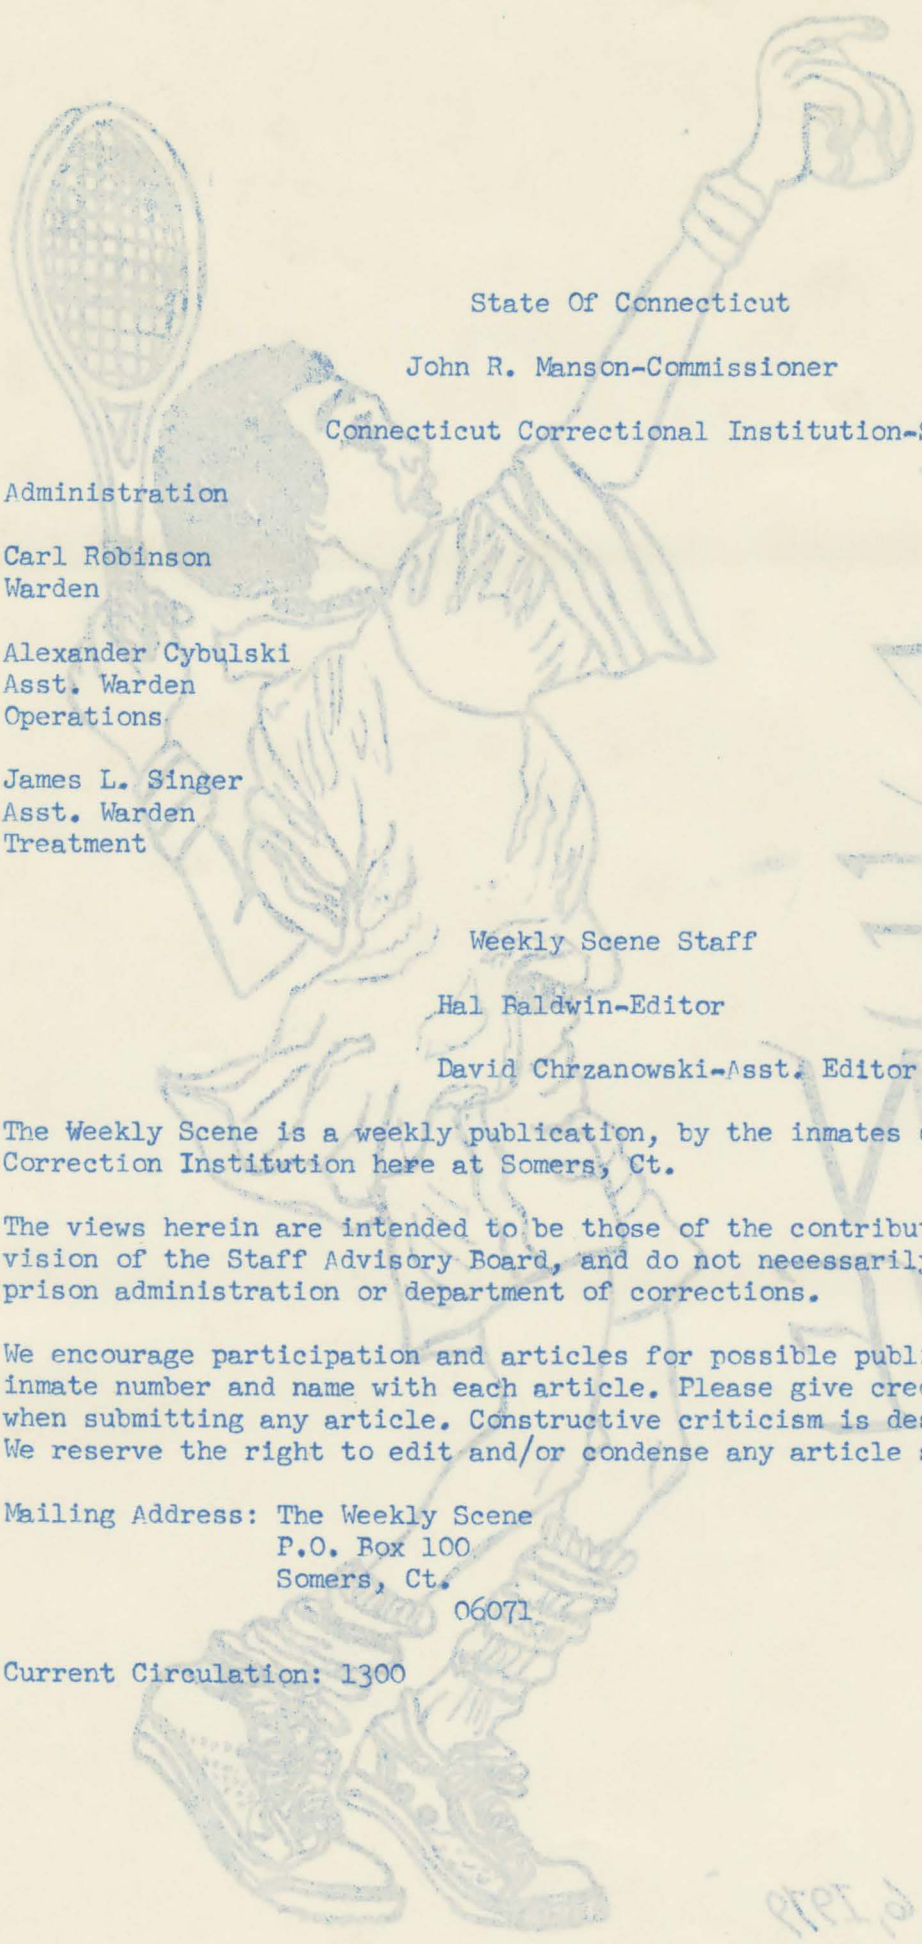 State Of Connecticut
John R. Manson-Commissioner
Connecticut Correctional Institution-S
Administration
Carl Robinson
Warden
Alexander Cybulski
Asst. Warden
Operations
James L. Singer
Asst. Warden
Treatment
Weekly Scene Staff
Hal Baldwin-Editor
David Chrzanowski-Asst. Editor
The Weekly Scene is a weekly publication, by the inmates
Correction Institution here at Somers, Ct.
The views herein are intended to be those of the contribu
vision of the Staff Advisory Board, and do not necessaril
prison administration or department of corrections.
We encourage participation and articles for possible publ
inmate number and name with each article. Please give cre
when submitting any article. Constructive criticism is de
We reserve the right to edit and/or condense any article
Mailing Address: The Weekly Scene
P.O. Box 100
Somers, Ct.
06071
Current Circulation: 1300
6, 1979